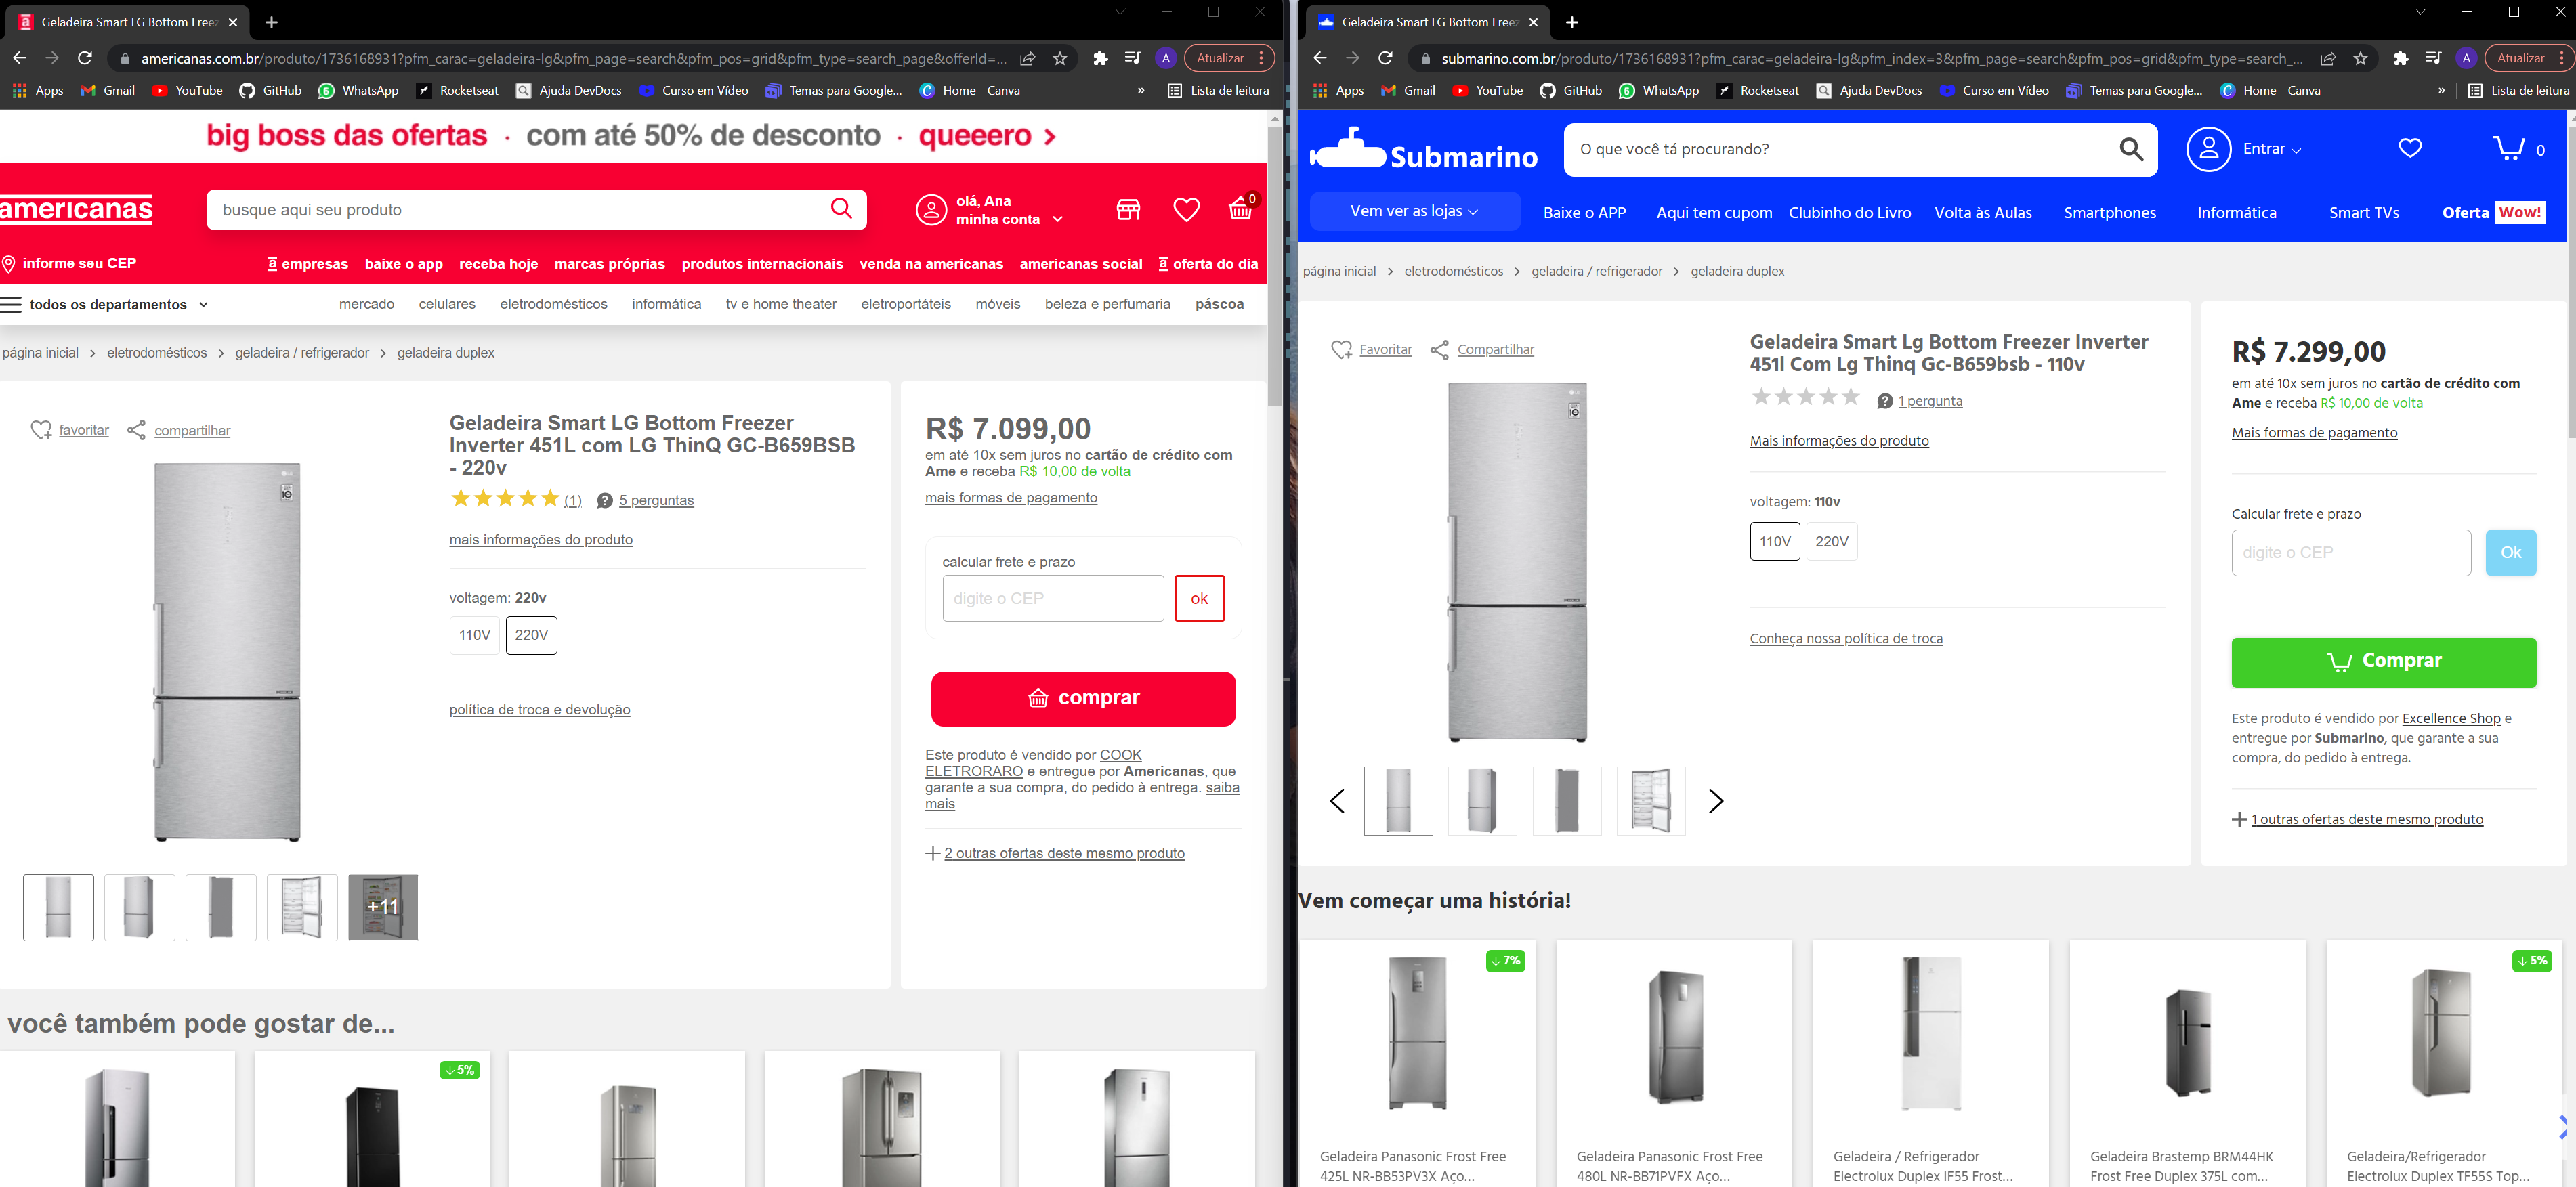 Geladeira Smart LG Bottom Freez
americanas.com.br/produto/1736168931?pfm_carac=geladeira-lg&pfm_page=search&pfm_pos=grid&pfm_type=search_page&offerId=...
Atualizar
Apps
Gmail
YouTube
GitHub
WhatsApp
Rocketseat
Ajuda DevDocs
Curso em Vídeo
Temas para Google...
Home - Canva
»
Lista de leitura
big boss das ofertas · com até 50% de desconto · queeero >
americanas
busque aqui seu produto
olá, Ana
minha conta
0
informe seu CEP
a empresas
baixe o app
receba hoje
marcas próprias
produtos internacionais
venda na americanas
americanas social
a oferta do dia
todos os departamentos
mercado
celulares
eletrodomésticos
informática
tv e home theater
eletroportáteis
móveis
beleza e perfumaria
páscoa
página inicial > eletrodomésticos > geladeira / refrigerador > geladeira duplex
favoritar
compartilhar
Geladeira Smart LG Bottom Freezer
Inverter 451L com LG ThinQ GC-B659BSB
- 220v
(1)
5 perguntas
mais informações do produto
voltagem: 220v
110V
220V
política de troca e devolução
+11
R$ 7.099,00
em até 10x sem juros no cartão de crédito com
Ame e receba R$ 10,00 de volta
mais formas de pagamento
calcular frete e prazo
digite o CEP
ok
comprar
Este produto é vendido por COOK
ELETRORARO e entregue por Americanas, que
garante a sua compra, do pedido à entrega. saiba
mais
2 outras ofertas deste mesmo produto
você também pode gostar de...
5%
Geladeira Smart LG Bottom Freez
submarino.com.br/produto/1736168931?pfm_carac=geladeira-lg&pfm_index=3&pfm_page=search&pfm_pos=grid&pfm_type=search_...
A
Atualizar
Apps
Gmail
YouTube
GitHub
WhatsApp
Rocketseat
Ajuda DevDocs
Curso em Vídeo
Temas para Google...
Home - Canva
»
Lista de leitura
Submarino
O que você tá procurando?
Entrar
0
Vem ver as lojas
Baixe o APP
Aqui tem cupom
Clubinho do Livro
Volta às Aulas
Smartphones
Informática
Smart TVs
Oferta Wow!
página inicial > eletrodomésticos > geladeira / refrigerador > geladeira duplex
Favoritar
Compartilhar
Geladeira Smart Lg Bottom Freezer Inverter
451l Com Lg Thinq Gc-B659bsb - 110v
1 pergunta
Mais informações do produto
voltagem: 110v
110V
220V
Conheça nossa política de troca
R$ 7.299,00
em até 10x sem juros no cartão de crédito com
Ame e receba R$ 10,00 de volta
Mais formas de pagamento
Calcular frete e prazo
digite o CEP
Ok
Comprar
Este produto é vendido por Excellence Shop e
entregue por Submarino, que garante a sua
compra, do pedido à entrega.
1 outras ofertas deste mesmo produto
Vem começar uma história!
7%
5%
Geladeira Panasonic Frost Free
425L NR-BB53PV3X Aço...
Geladeira Panasonic Frost Free
480L NR-BB71PVFX Aço...
Geladeira / Refrigerador
Electrolux Duplex IF55 Frost...
Geladeira Brastemp BRM44HK
Frost Free Duplex 375L com...
Geladeira/Refrigerador
Electrolux Duplex TF55S Top...